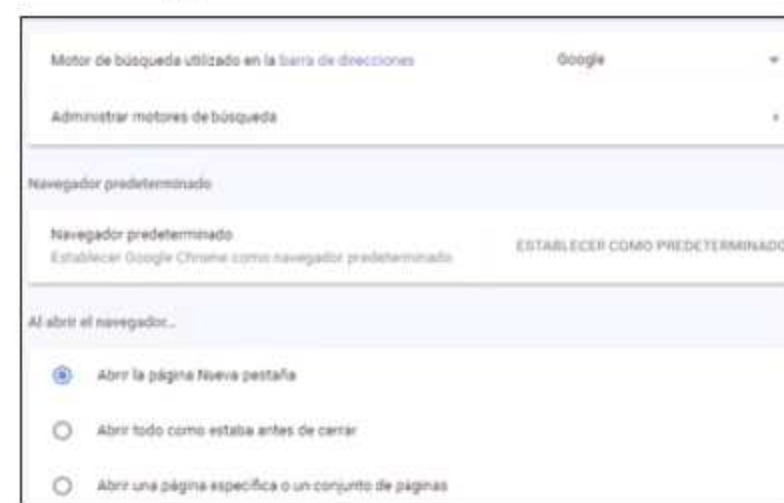 Motor de búsqueda utilizado en la barra de direcciones Google
Administrar motores de búsqueda
Navegador predeterminado
Navegador predeterminado ESTABLECER COMO PREDETERMINADO
Establecer Google Chrome como navegador predeterminado
Al abrir el navegador...
Abrir la página Nueva pestaña
Abrir todo como estaba antes de cerrar
Abrir una página específica o un conjunto de páginas